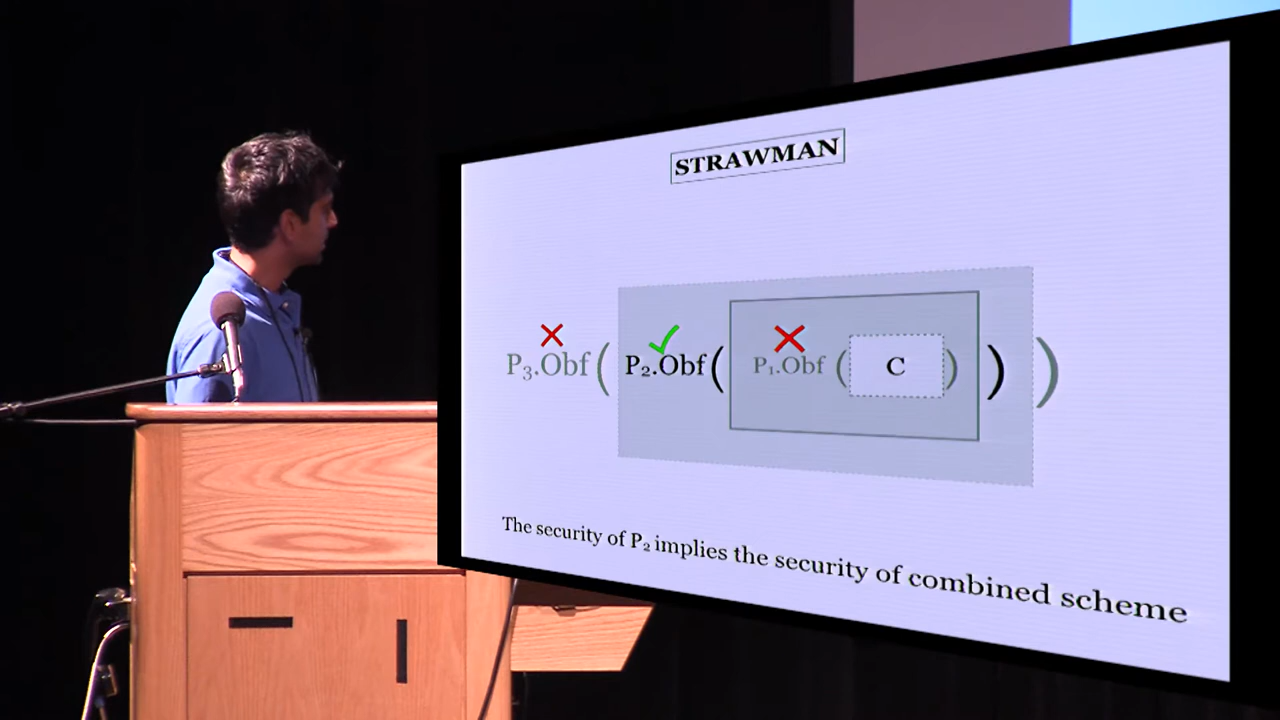 STRAWMAN
P₃.Obf ( P₂.Obf ( P₁.Obf ( C ) ) )
The security of P₂ implies the security of combined scheme